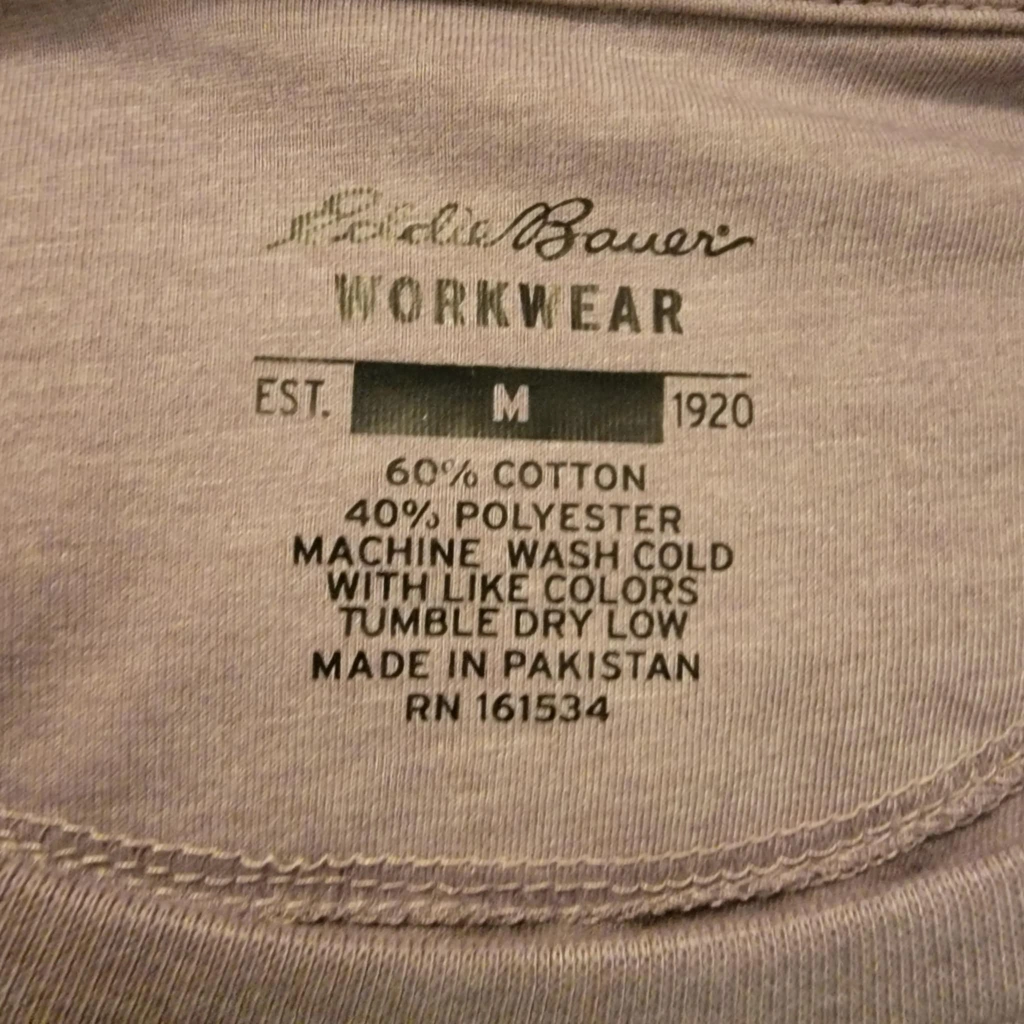 Eddie Bauer
WORKWEAR
EST. M 1920
60% COTTON
40% POLYESTER
MACHINE WASH COLD
WITH LIKE COLORS
TUMBLE DRY LOW
MADE IN PAKISTAN
RN 161534